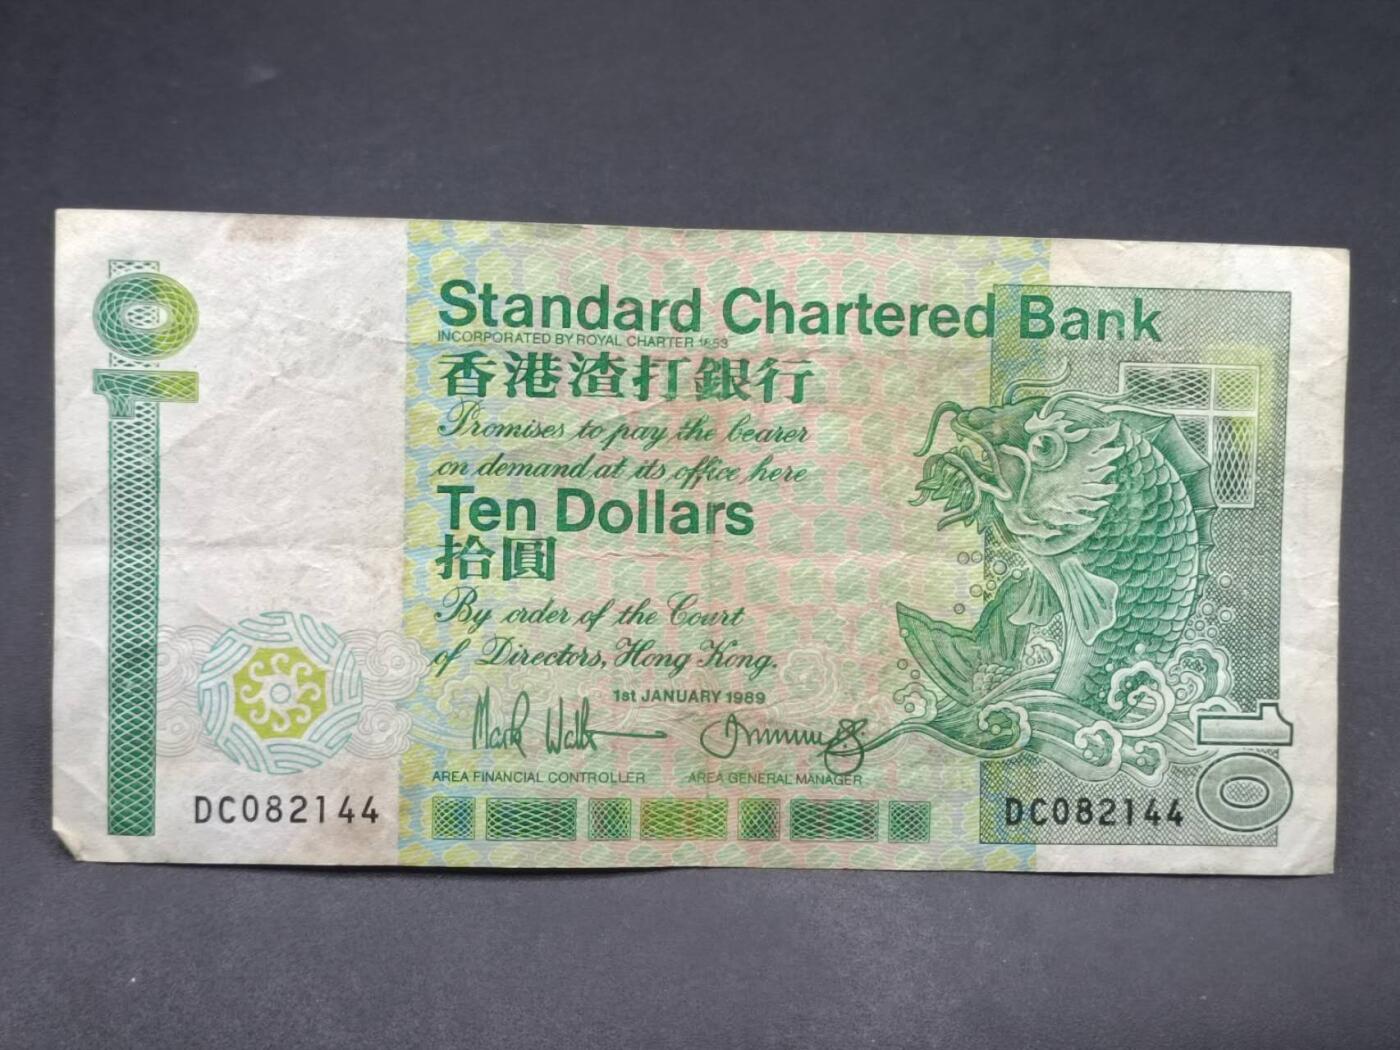 10
Standard Chartered Bank
INCORPORATED BY ROYAL CHARTER 1853
香港渣打銀行
Promises to pay the bearer
on demand at its office here
Ten Dollars
拾圓
By order of the Court
of Directors, Hong Kong.
1st JANUARY 1989
AREA FINANCIAL CONTROLLER AREA GENERAL MANAGER
DC082144 DC082144
10